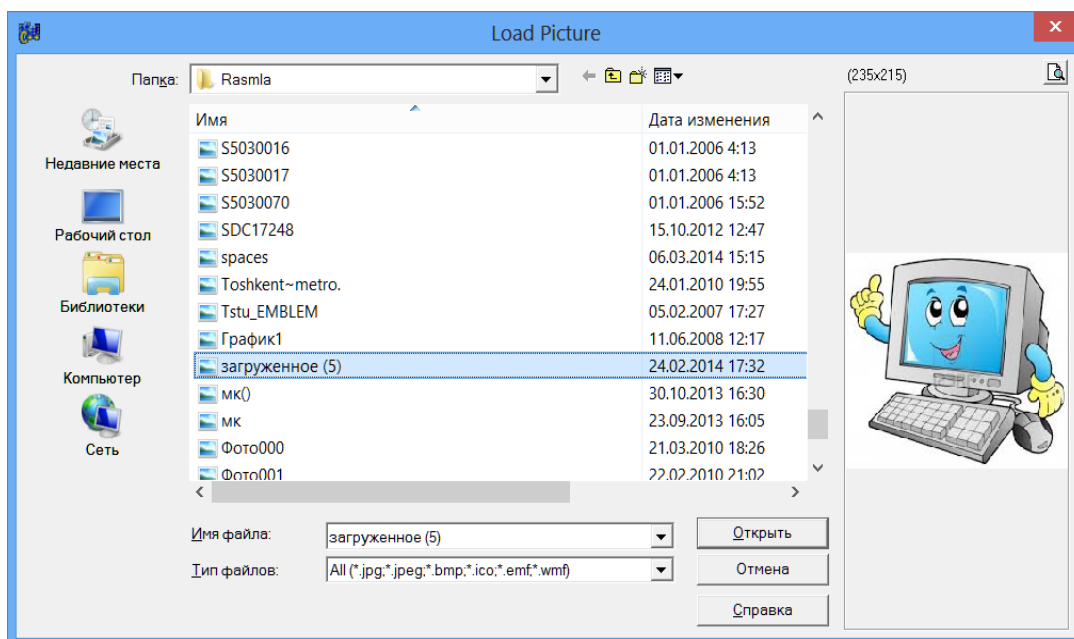 Load Picture
Папка:
Rasmla
(235x215)
Имя Дата изменения
S5030016 01.01.2006 4:13
S5030017 01.01.2006 4:13
S5030070 01.01.2006 15:52
SDC17248 15.10.2012 12:47
spaces 06.03.2014 15:15
Toshkent~metro. 24.01.2010 19:55
Tstu_EMBLEM 05.02.2007 17:27
График1 11.06.2008 12:17
загруженное (5) 24.02.2014 17:32
мк() 30.10.2013 16:30
мк 23.09.2013 16:05
Фото000 21.03.2010 18:26
Фото001 22.02.2010 21:02
Недавние места
Рабочий стол
Библиотеки
Компьютер
Сеть
Имя файла: загруженное (5) Открыть
Тип файлов: All (*.jpg;*.jpeg;*.bmp;*.ico;*.emf;*.wmf) Отмена
Справка